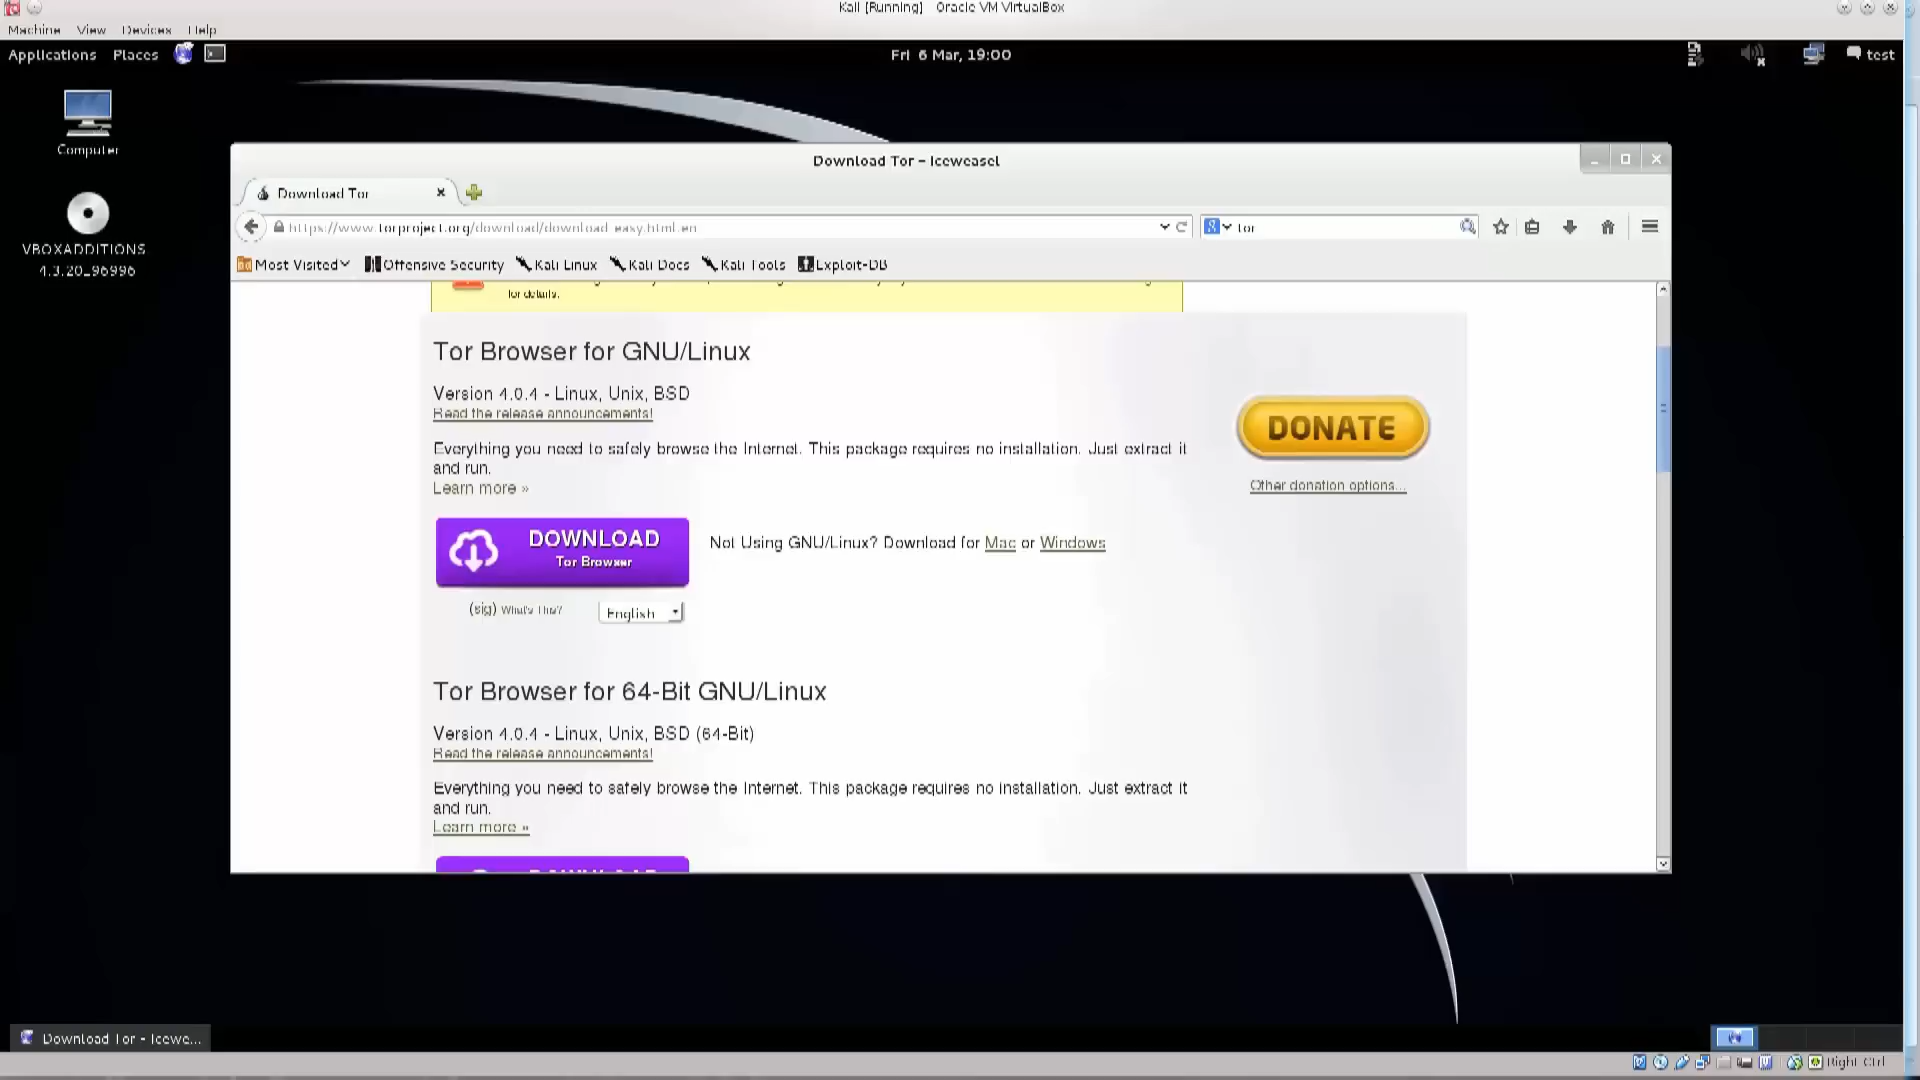 Kali [Running] Oracle VM VirtualBox
Machine View Devices Help
Applications Places
Fri 6 Mar, 19:00
test
Computer
VBOXADDITIONS
4.3.20_96996
Download Tor – Iceweasel
Download Tor
https://www.torproject.org/download/download easy.html.en
tor
Most Visited Offensive Security Kali Linux Kali Docs Kali Tools Exploit-DB
for details.
Tor Browser for GNU/Linux
Version 4.0.4 - Linux, Unix, BSD
Read the release announcements!
Everything you need to safely browse the Internet. This package requires no installation. Just extract it
and run.
Learn more »
DONATE
Other donation options...
DOWNLOAD
Tor Browser
Not Using GNU/Linux? Download for Mac or Windows
(sig) What's This?
English
Tor Browser for 64-Bit GNU/Linux
Version 4.0.4 - Linux, Unix, BSD (64-Bit)
Read the release announcements!
Everything you need to safely browse the Internet. This package requires no installation. Just extract it
and run.
Learn more »
DOWNLOAD
Download Tor - Icewe...
Right Ctrl